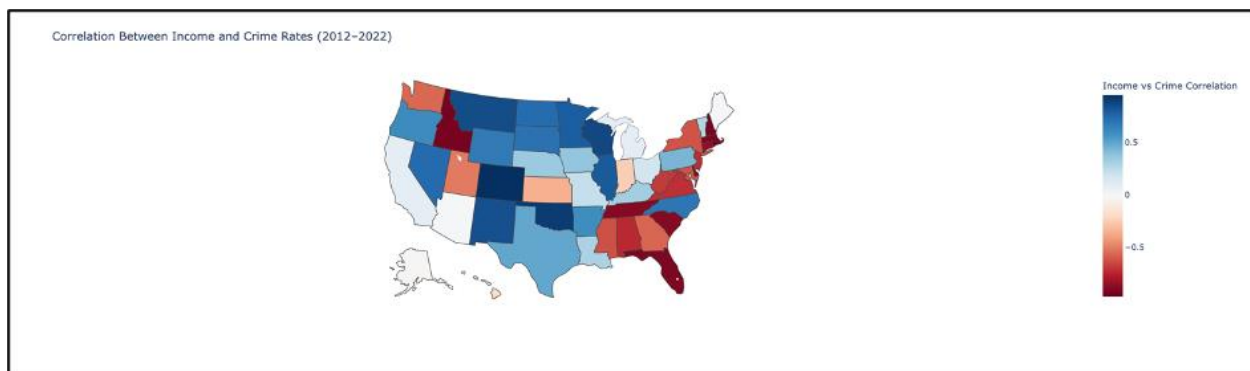 Correlation Between Income and Crime Rates (2012–2022)
Income vs Crime Correlation
0.5
0
−0.5